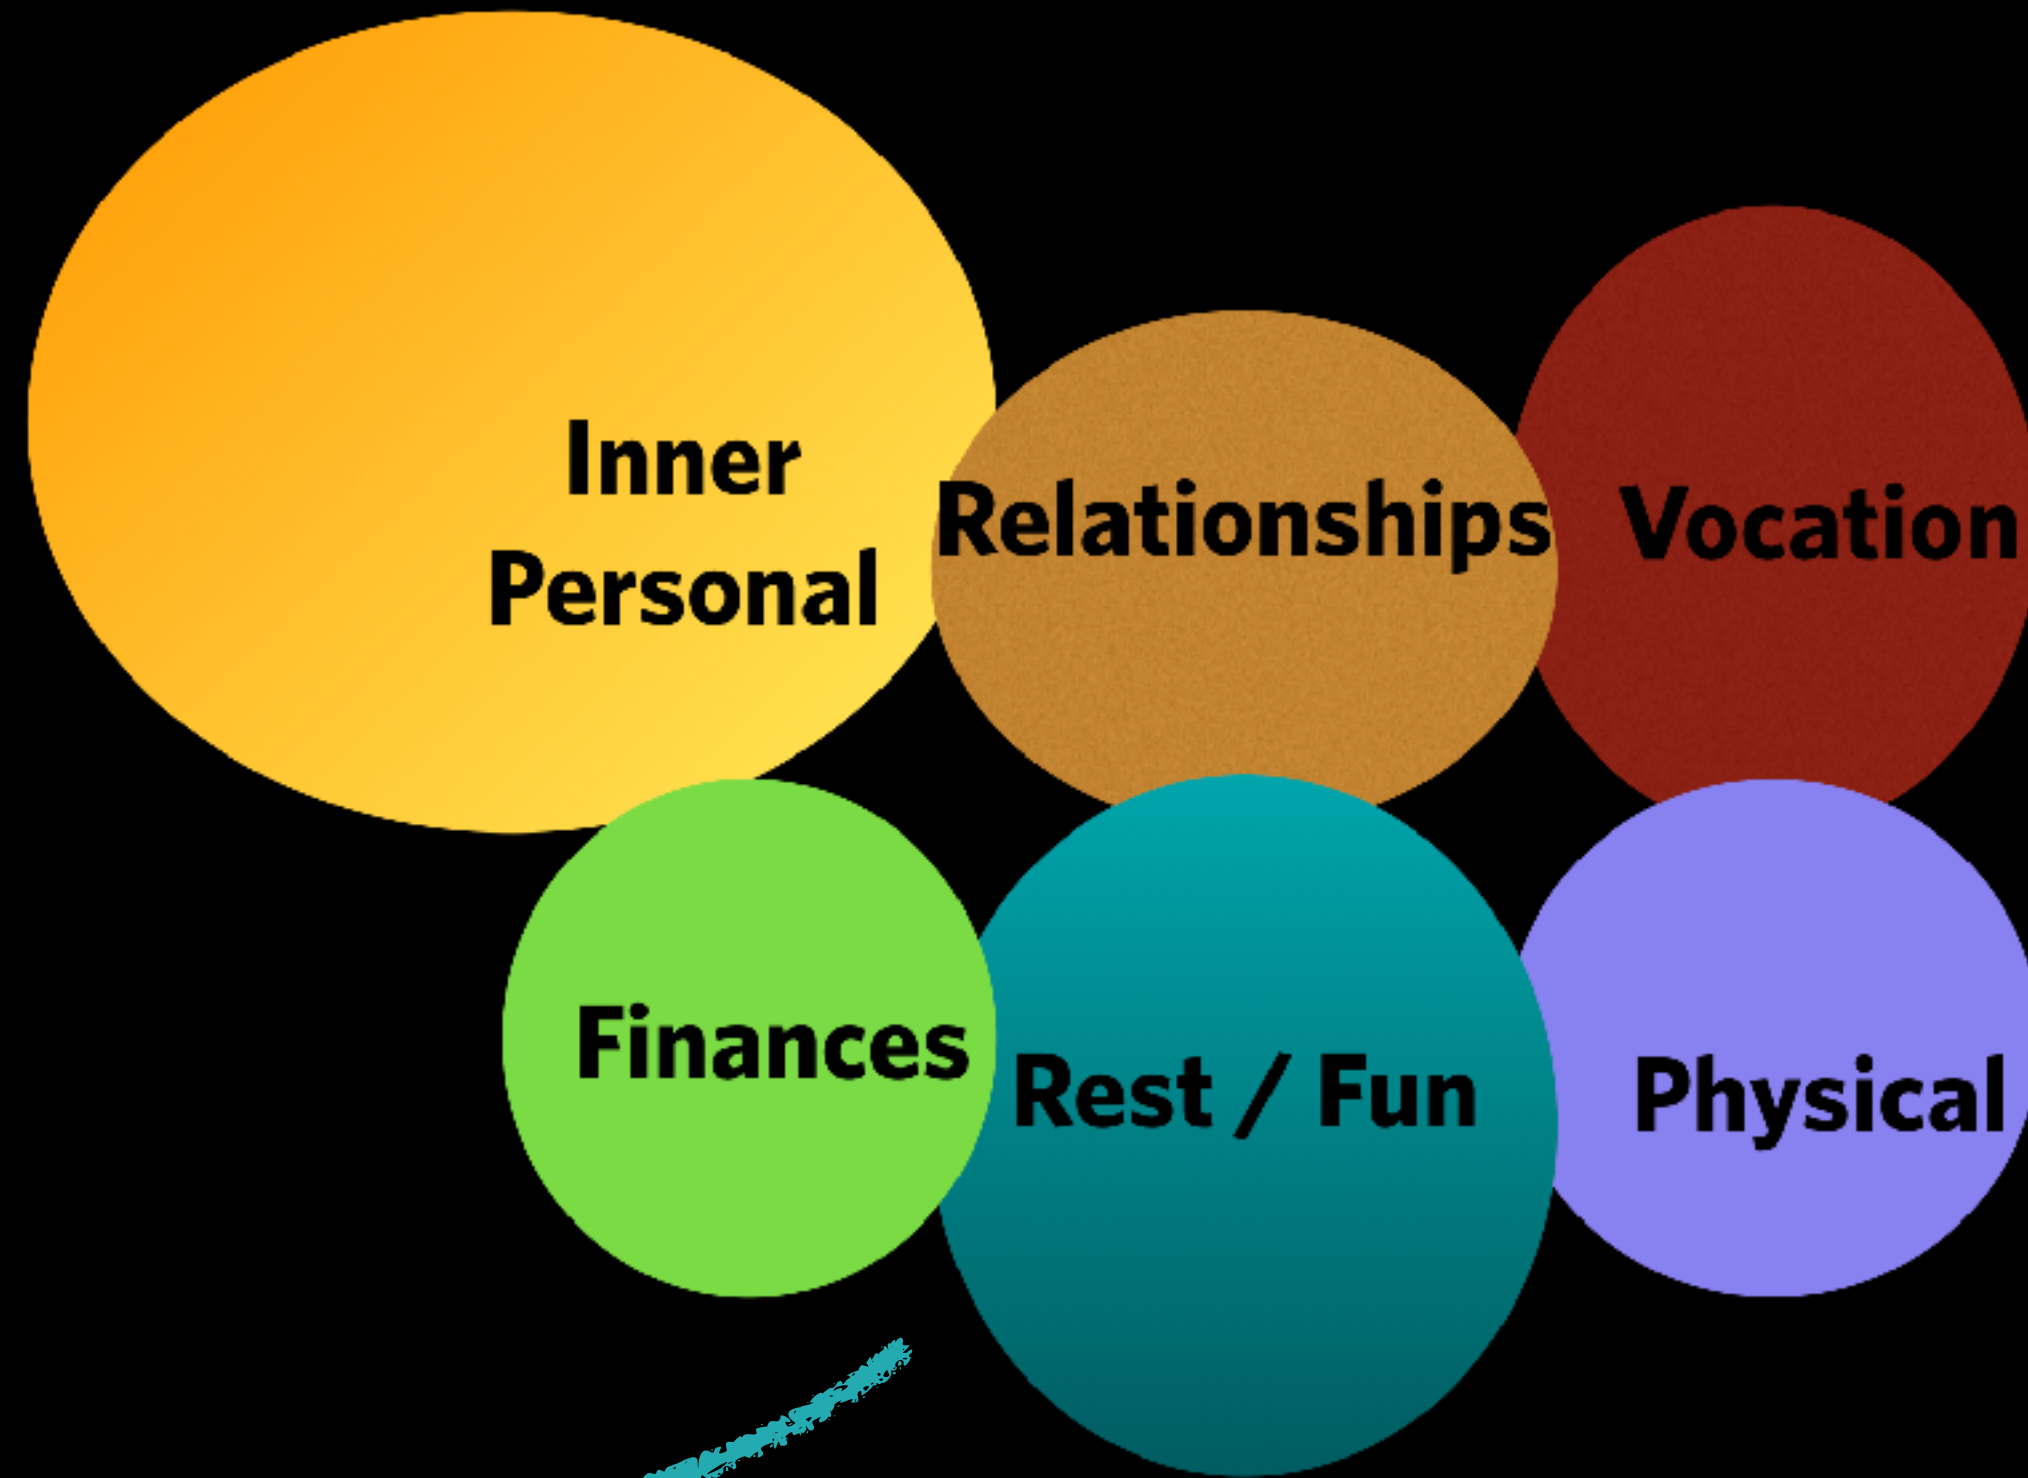 Inner
Personal
Relationships
Vocation
Finances
Rest / Fun
Physical